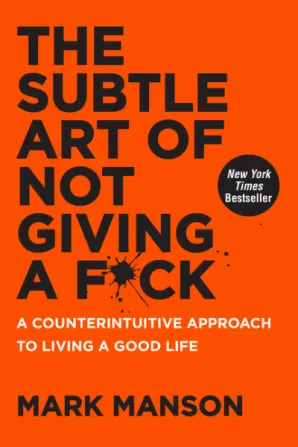 THE
SUBTLE
ART OF
NOT
GIVING
A F*CK
New York
Times
Bestseller
A COUNTERINTUITIVE APPROACH
TO LIVING A GOOD LIFE
MARK MANSON